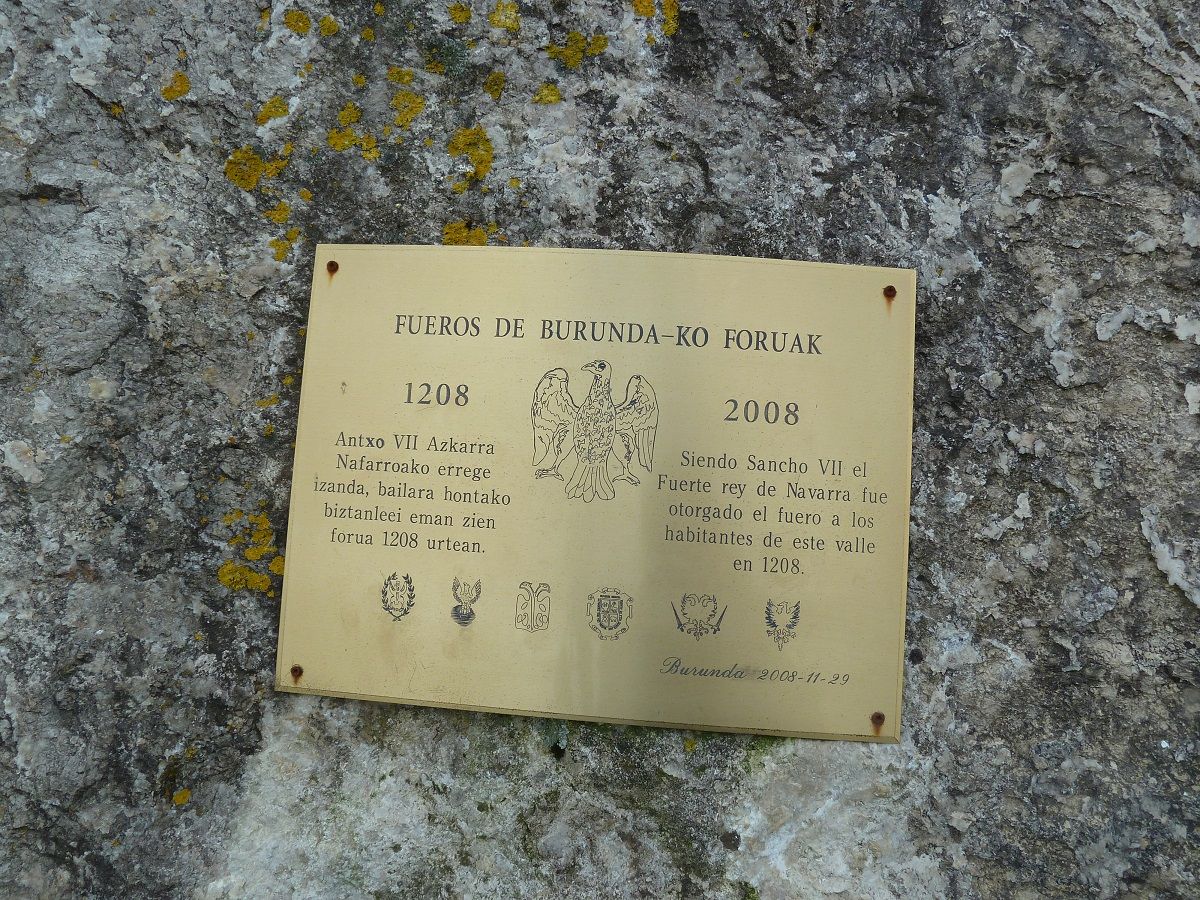 FUEROS DE BURUNDA-KO FORUAK
1208
Antxo VII Azkarra
Nafarroako errege
izanda, bailara hontako
biztanleei eman zien
forua 1208 urtean.
2008
Siendo Sancho VII el
Fuerte rey de Navarra fue
otorgado el fuero a los
habitantes de este valle
en 1208.
Burunda 2008-11-29